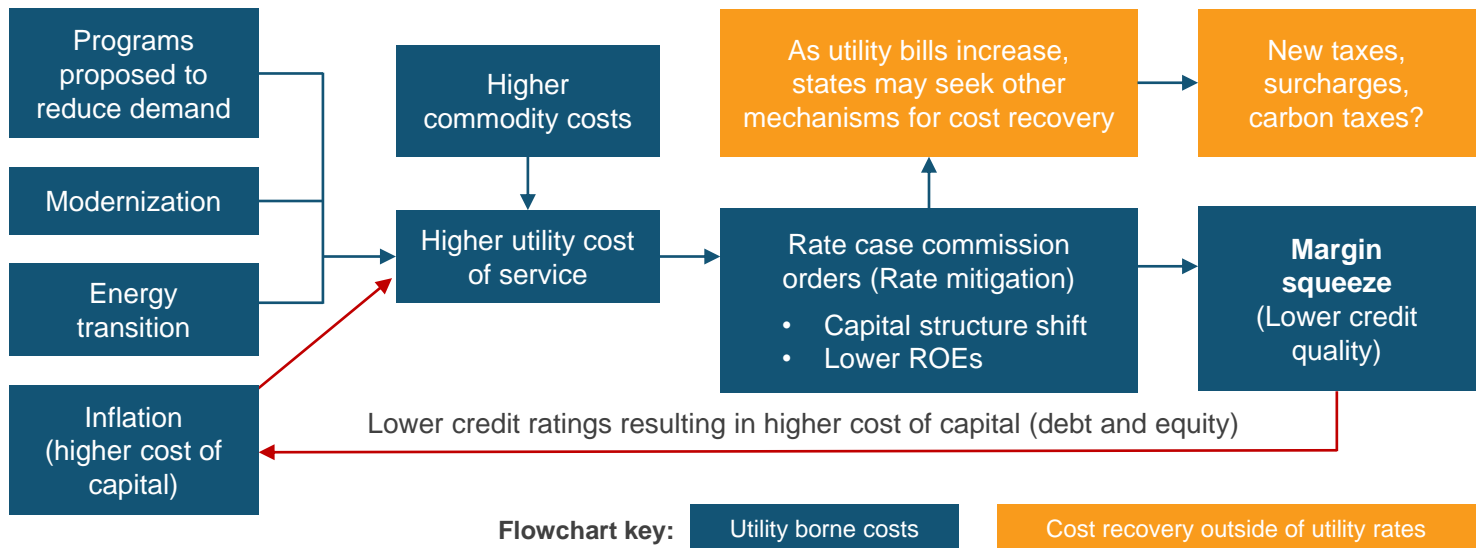 Programs
proposed to
reduce demand
Modernization
Energy
transition
Inflation
(higher cost of
capital)
Higher
commodity costs
Higher utility cost
of service
As utility bills increase,
states may seek other
mechanisms for cost recovery
New taxes,
surcharges,
carbon taxes?
Rate case commission
orders (Rate mitigation)
• Capital structure shift
• Lower ROEs
Margin
squeeze
(Lower credit
quality)
Lower credit ratings resulting in higher cost of capital (debt and equity)
Flowchart key:
Utility borne costs
Cost recovery outside of utility rates